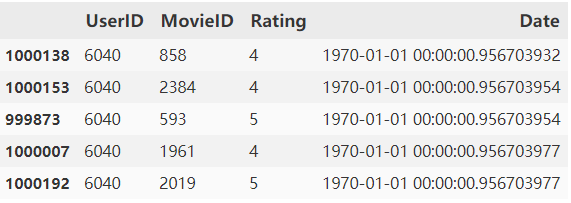 UserID MovieID Rating Date
1000138 6040 858 4 1970-01-01 00:00:00.956703932
1000153 6040 2384 4 1970-01-01 00:00:00.956703954
999873 6040 593 5 1970-01-01 00:00:00.956703954
1000007 6040 1961 4 1970-01-01 00:00:00.956703977
1000192 6040 2019 5 1970-01-01 00:00:00.956703977